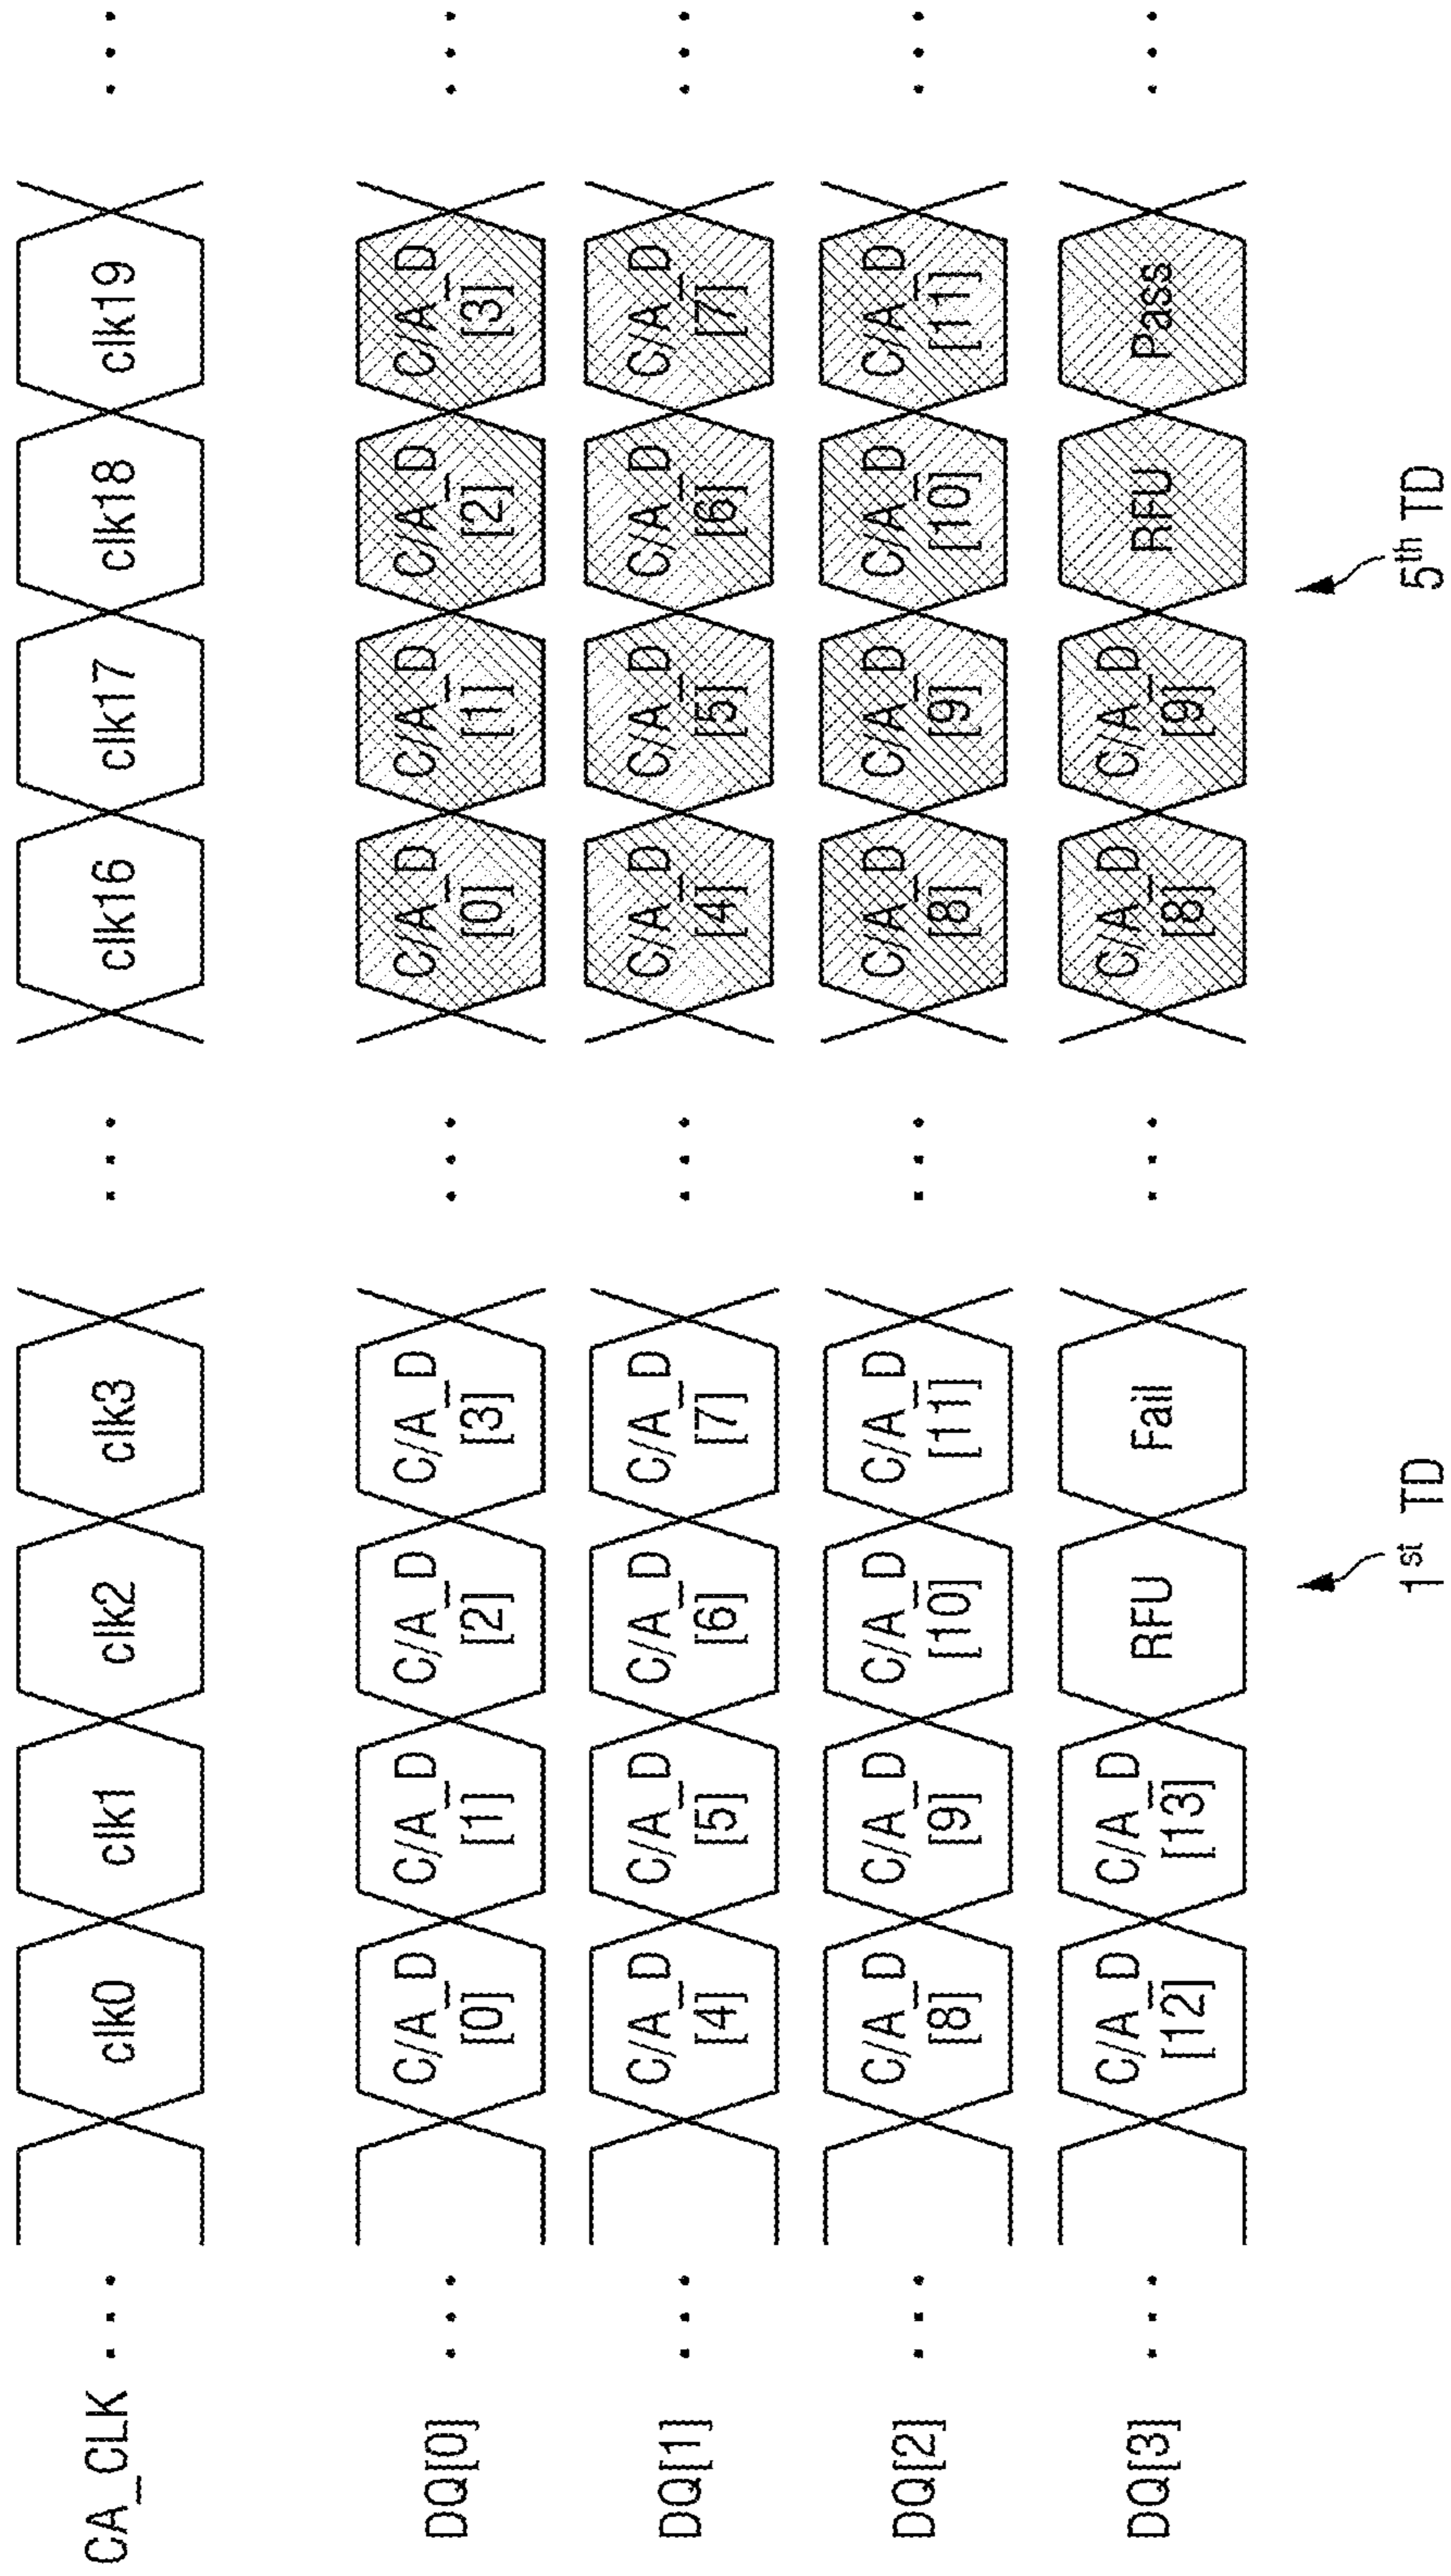 CA_CLK ... clk0 clk1 clk2 clk3 ... clk16 clk17 clk18 clk19 ...
DQ[0] ... C/A_D [0] C/A_D [1] C/A_D [2] C/A_D [3] ... C/A_D [0] C/A_D [1] C/A_D [2] C/A_D [3] ...
DQ[1] ... C/A_D [4] C/A_D [5] C/A_D [6] C/A_D [7] ... C/A_D [4] C/A_D [5] C/A_D [6] C/A_D [7] ...
DQ[2] ... C/A_D [8] C/A_D [9] C/A_D [10] C/A_D [11] ... C/A_D [8] C/A_D [9] C/A_D [10] C/A_D [11] ...
DQ[3] ... C/A_D [12] C/A_D [13] RFU Fail ... C/A_D [8] C/A_D [9] RFU Pass ...
1st TD 5th TD